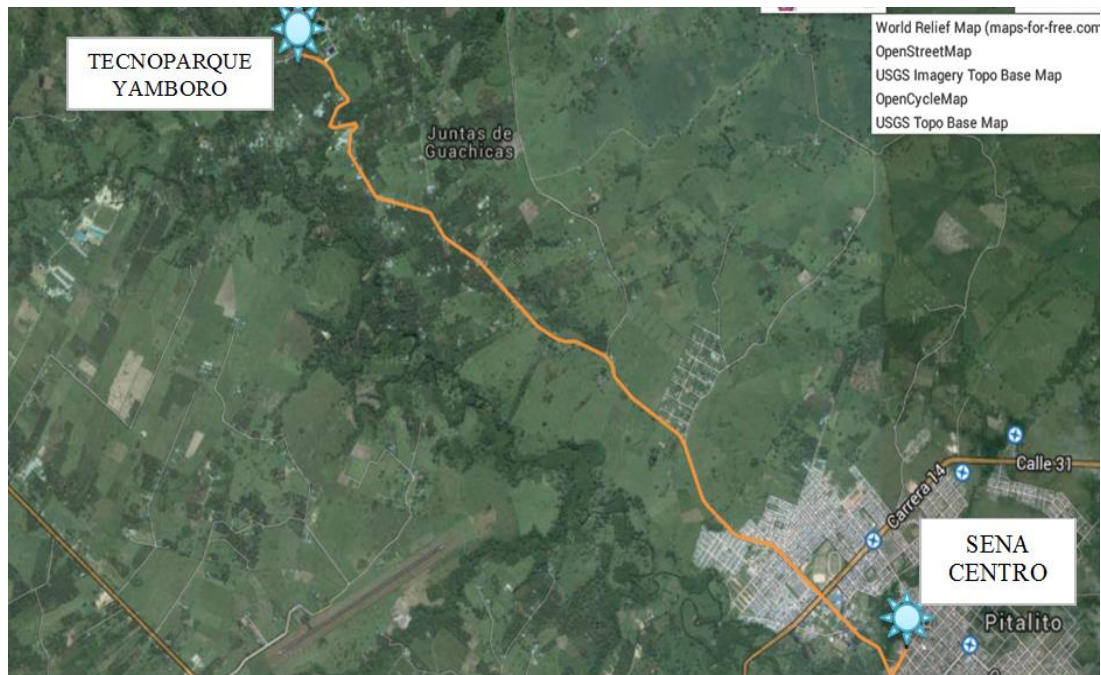 TECNOPARQUE
YAMBORO
World Relief Map (maps-for-free.com
OpenStreetMap
USGS Imagery Topo Base Map
OpenCycleMap
USGS Topo Base Map
Juntas de
Guachicas
Carrera 14
Calle 31
SENA
CENTRO
Pitalito